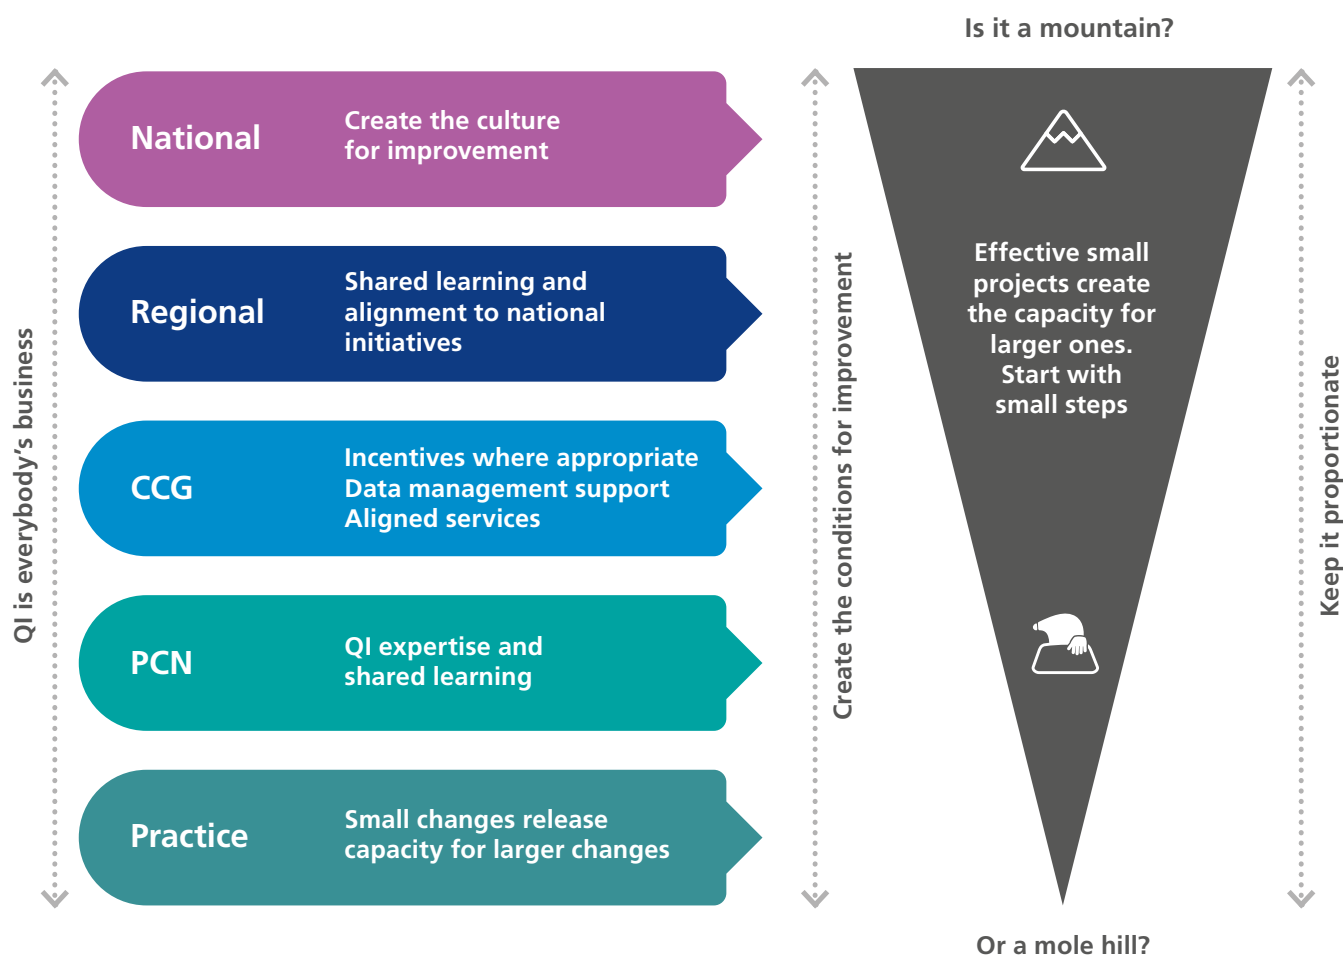 Is it a mountain?
QI is everybody’s business
National
Create the culture
for improvement
Regional
Shared learning and
alignment to national
initiatives
CCG
Incentives where appropriate
Data management support
Aligned services
PCN
QI expertise and
shared learning
Practice
Small changes release
capacity for larger changes
Create the conditions for improvement
Effective small
projects create
the capacity for
larger ones.
Start with
small steps
Keep it proportionate
Or a mole hill?